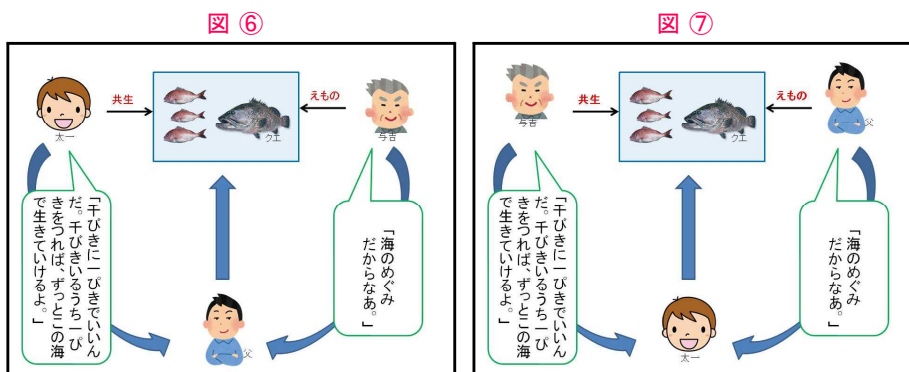 図 ⑥
太一
共生
クエ
えもの
与吉
「千びきに一ぴきでいいん
だ。千びきいるうち一ぴ
きをつれば、ずっとこの海
で生きていけるよ。」
「海のめぐみ
だからなあ。」
父
図 ⑦
与吉
共生
クエ
えもの
父
「千びきに一ぴきでいいん
だ。千びきいるうち一ぴ
きをつれば、ずっとこの海
で生きていけるよ。」
「海のめぐみ
だからなあ。」
太一